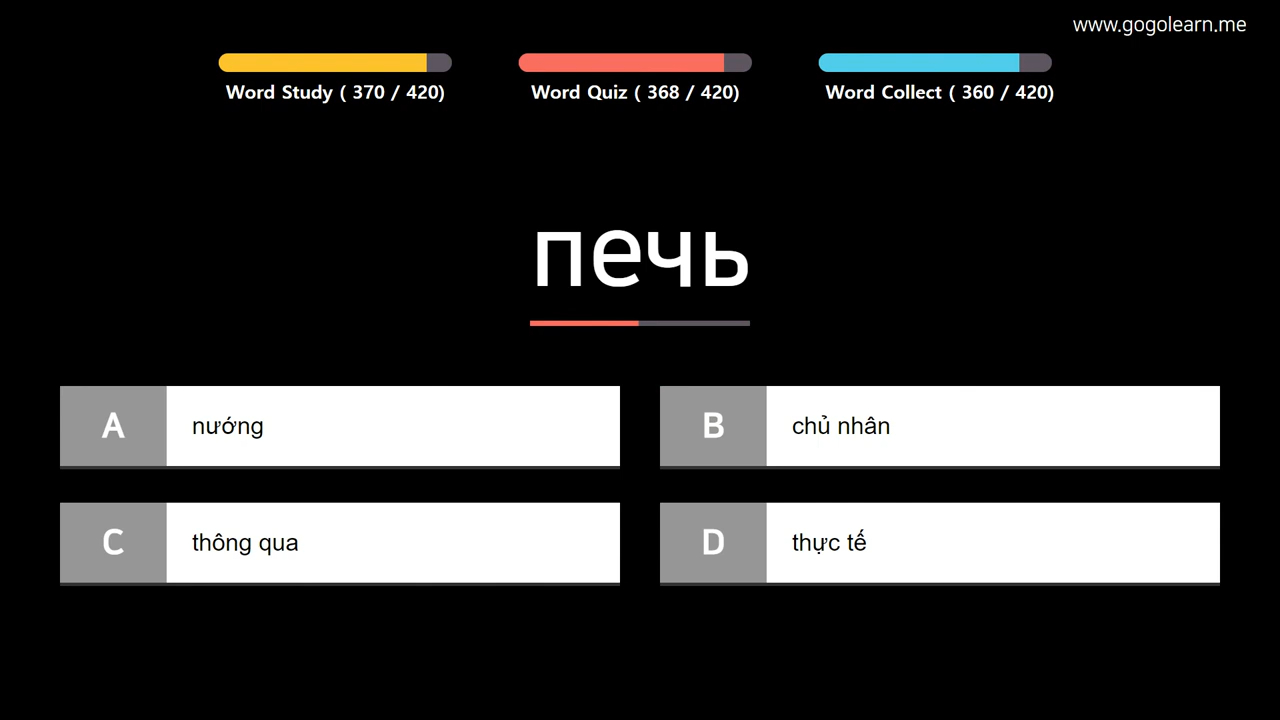 www.gogolearn.me
Word Study ( 370 / 420)
Word Quiz ( 368 / 420)
Word Collect ( 360 / 420)
печь
A nướng
B chủ nhân
C thông qua
D thực tế